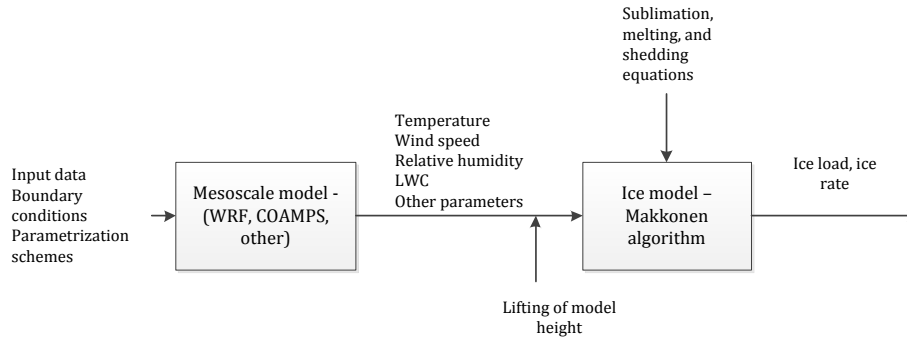 Sublimation,
melting, and
shedding
equations
Temperature
Wind speed
Relative humidity
LWC
Other parameters
Input data
Boundary
conditions
Parametrization
schemes
Mesoscale model -
(WRF, COAMPS,
other)
Ice model –
Makkonen
algorithm
Ice load, ice
rate
Lifting of model
height